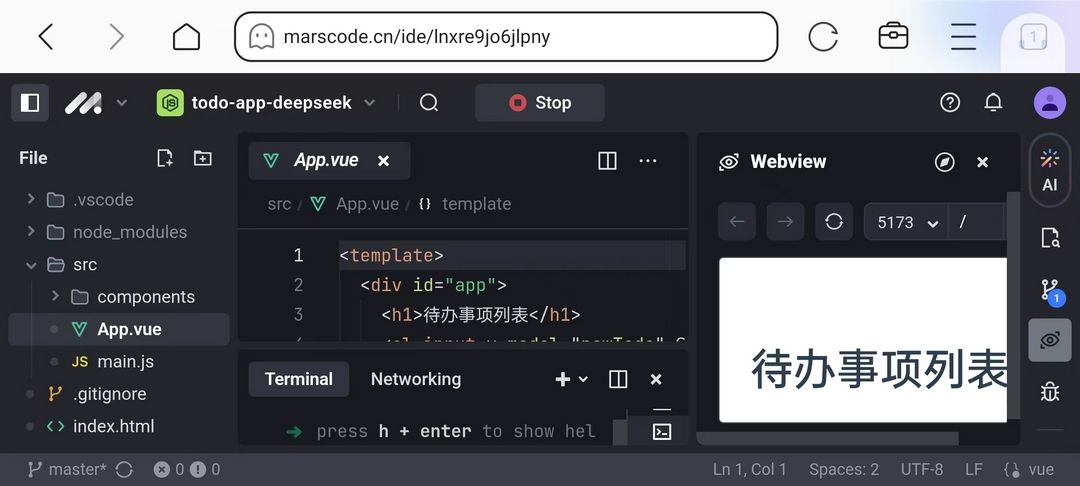 marscode.cn/ide/lnxre9jo6jlpny
1
todo-app-deepseek
Stop
File
.vscode
node_modules
src
components
App.vue
JS main.js
.gitignore
index.html
App.vue
src / App.vue / {} template
1 <template>
2 <div id="app">
3 <h1>待办事项列表</h1>
Terminal
Networking
→ press h + enter to show hel
Webview
5173
/
待办事项列表
AI
1
master*
0
0
Ln 1, Col 1
Spaces: 2
UTF-8
LF
vue